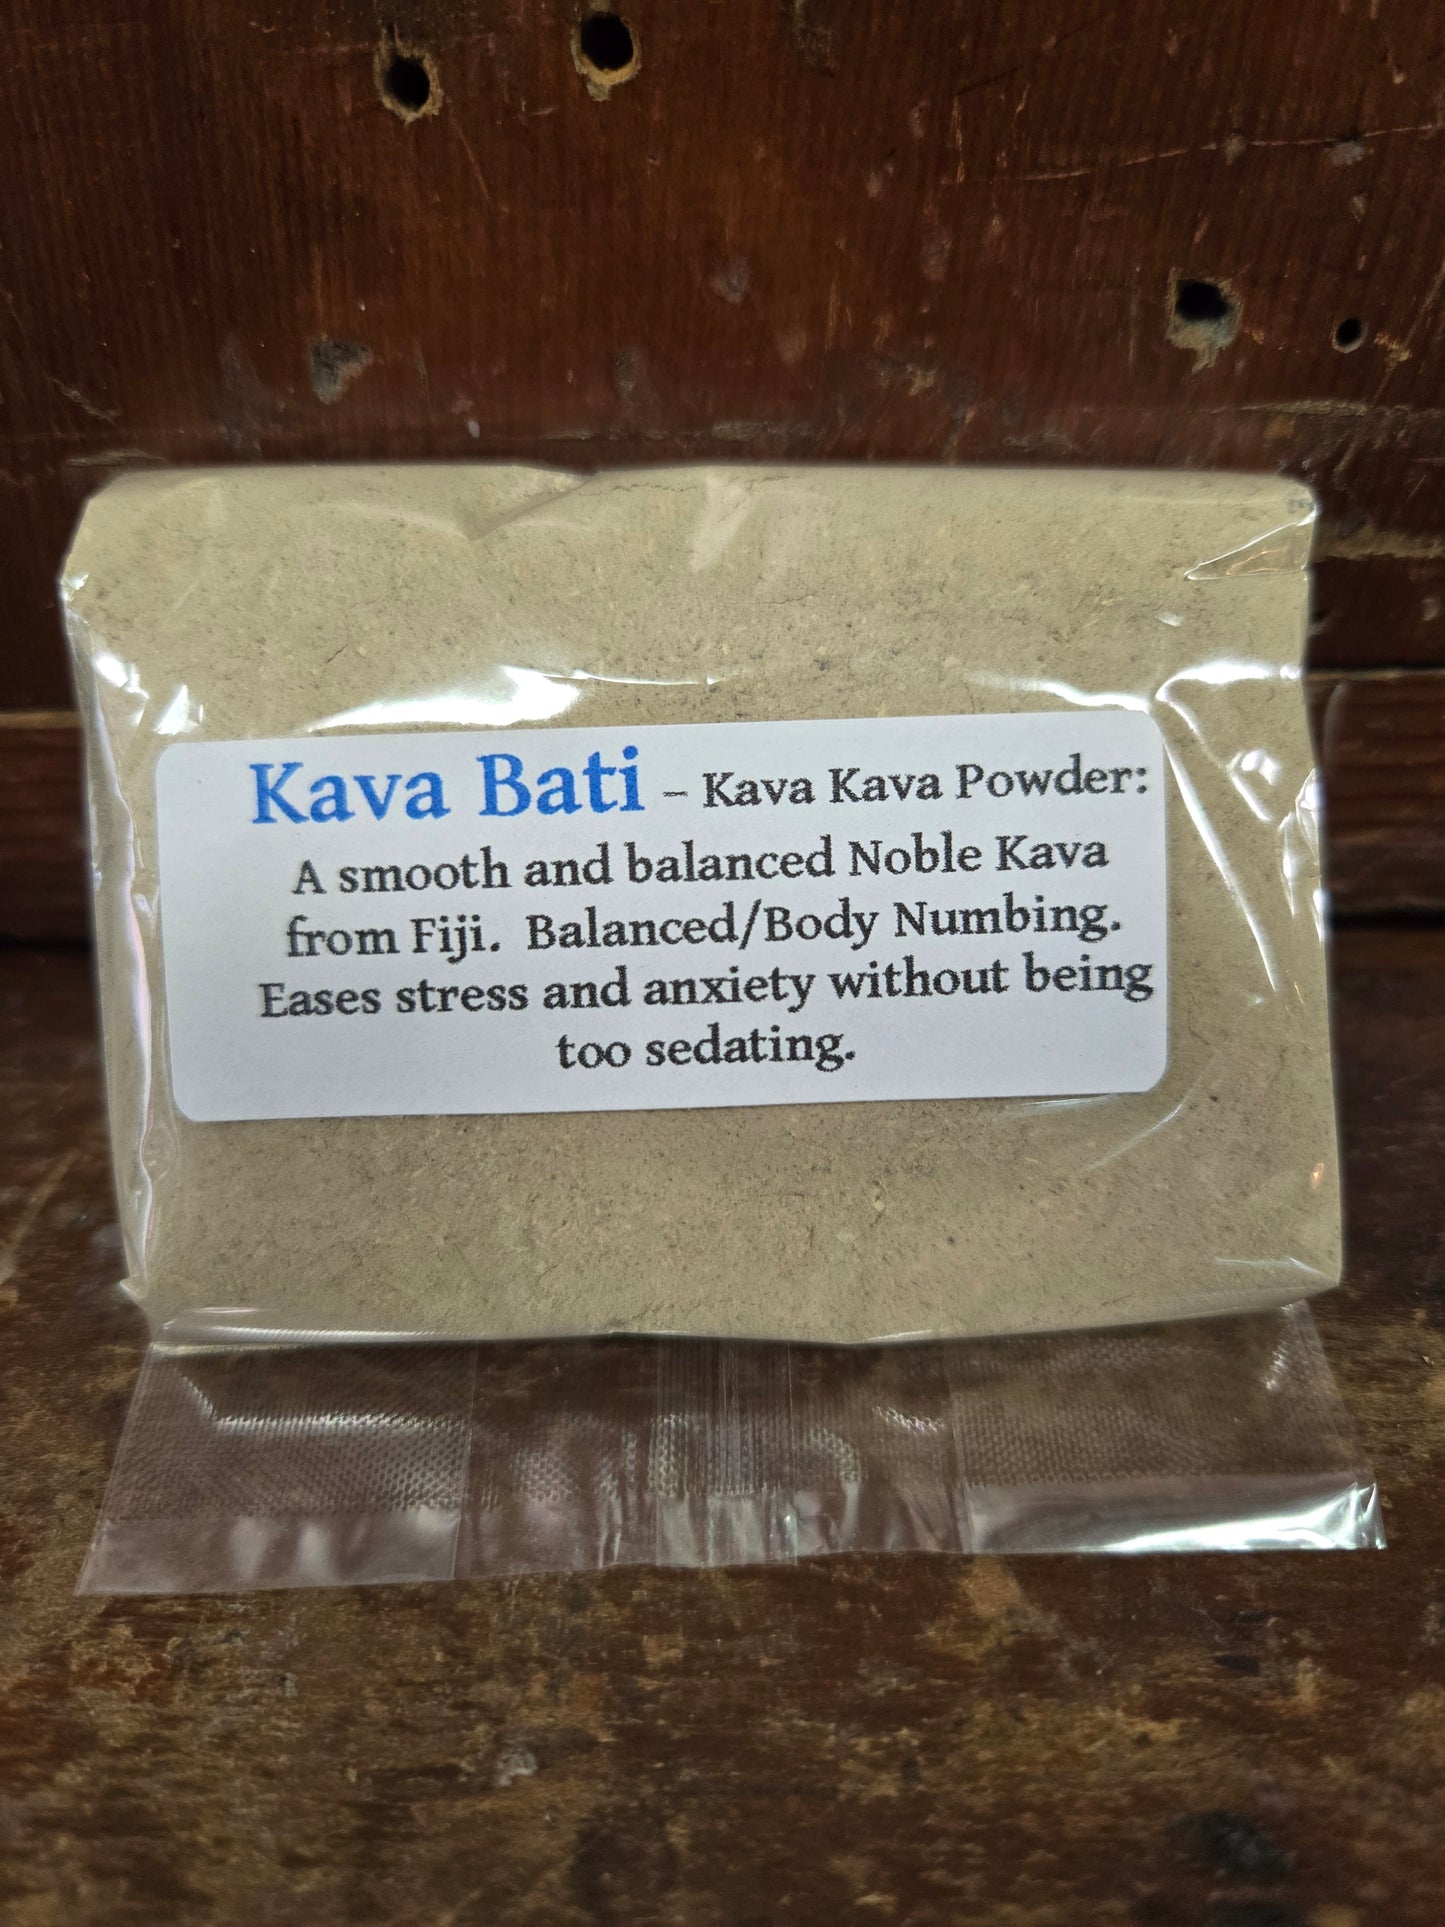 Kava Bati – Kava Kava Powder:
A smooth and balanced Noble Kava
from Fiji. Balanced/Body Numbing.
Eases stress and anxiety without being
too sedating.